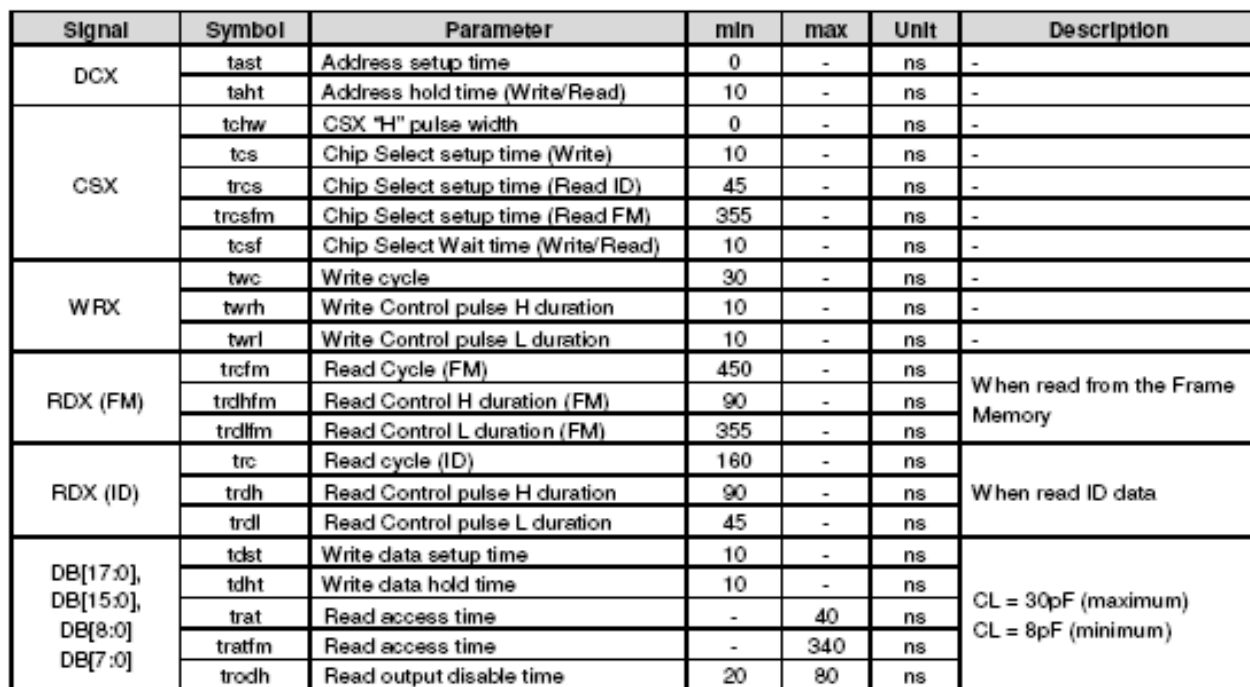 Signal Symbol Parameter min max Unit Description
DCX tast Address setup time 0 - ns -
taht Address hold time (Write/Read) 10 - ns -
CSX tchw CSX "H" pulse width 0 - ns -
tcs Chip Select setup time (Write) 10 - ns -
trcs Chip Select setup time (Read ID) 45 - ns -
trcsfm Chip Select setup time (Read FM) 355 - ns -
tcsf Chip Select Wait time (Write/Read) 10 - ns -
WRX twc Write cycle 30 - ns -
twrh Write Control pulse H duration 10 - ns -
twrl Write Control pulse L duration 10 - ns -
RDX (FM) trcfm Read Cycle (FM) 450 - ns When read from the Frame
trdhfm Read Control H duration (FM) 90 - ns Memory
trdlfm Read Control L duration (FM) 355 - ns
RDX (ID) trc Read cycle (ID) 160 - ns
trdh Read Control pulse H duration 90 - ns When read ID data
trdl Read Control pulse L duration 45 - ns
DB[17:0], tdst Write data setup time 10 - ns
DB[15:0], tdht Write data hold time 10 - ns CL = 30pF (maximum)
DB[8:0] trat Read access time - 40 ns CL = 8pF (minimum)
DB[7:0] tratfm Read access time - 340 ns
trodh Read output disable time 20 80 ns